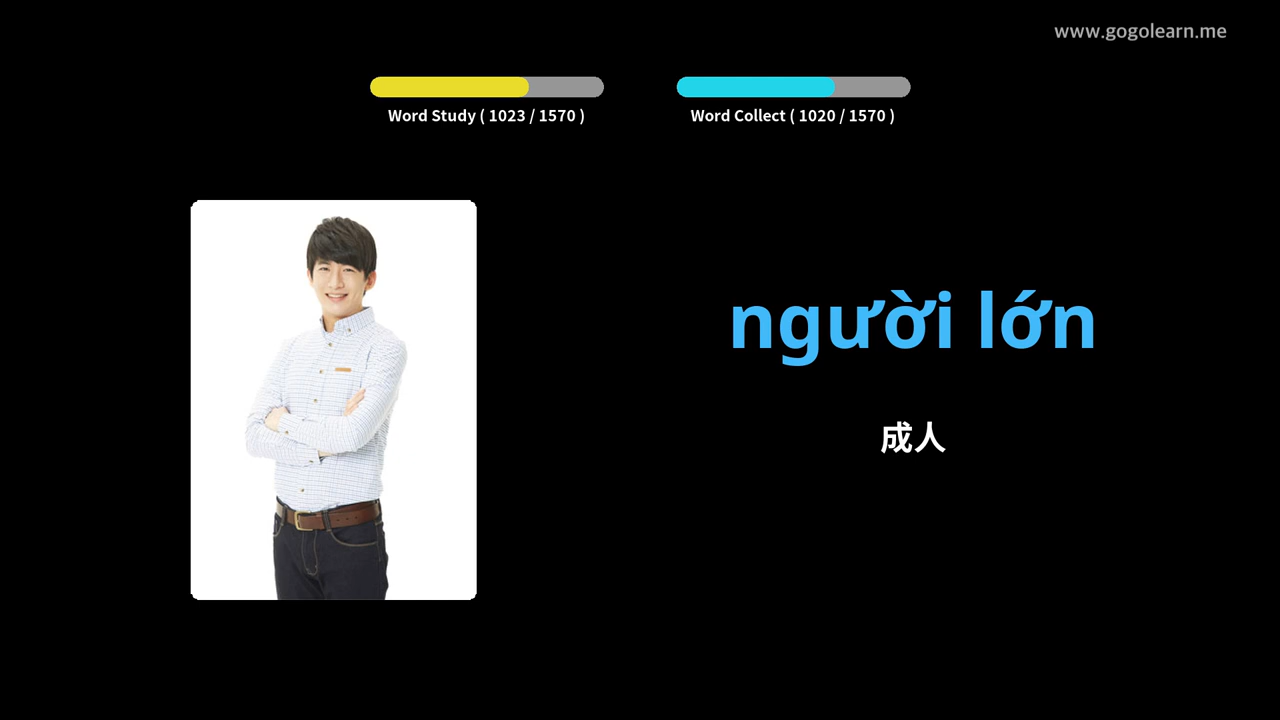 www.gogolearn.me
Word Study ( 1023 / 1570 )
Word Collect ( 1020 / 1570 )
người lớn
成人